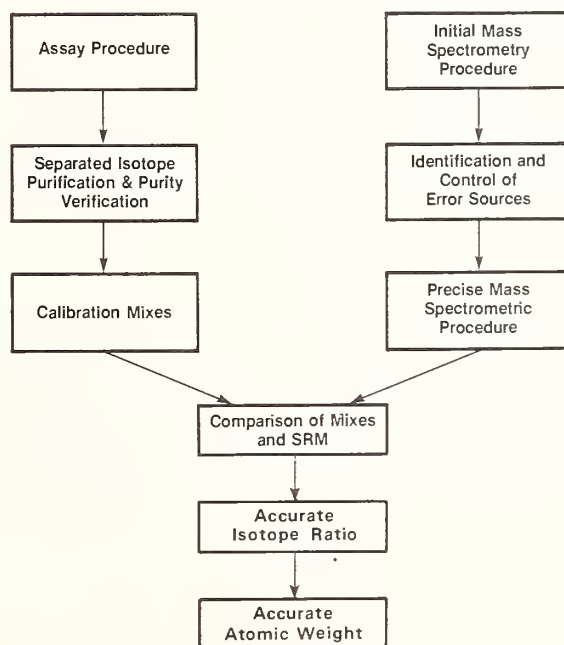 Assay Procedure
Separated Isotope
Purification & Purity
Verification
Calibration Mixes
Initial Mass
Spectrometry
Procedure
Identification and
Control of
Error Sources
Precise Mass
Spectrometric
Procedure
Comparison of Mixes
and SRM
Accurate
Isotope Ratio
Accurate
Atomic Weight